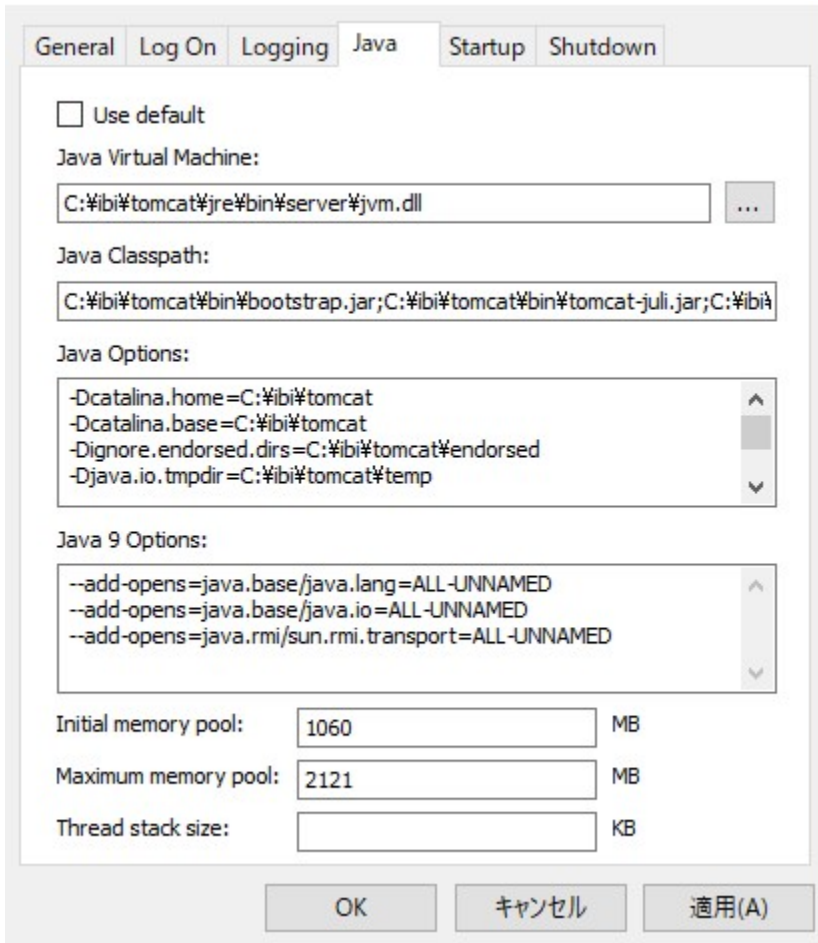 General Log On Logging Java Startup Shutdown
Use default
Java Virtual Machine:
C:¥ibi¥tomcat¥jre¥bin¥server¥jvm.dll
...
Java Classpath:
C:¥ibi¥tomcat¥bin¥bootstrap.jar;C:¥ibi¥tomcat¥bin¥tomcat-juli.jar;C:¥ibi¥
Java Options:
-Dcatalina.home=C:¥ibi¥tomcat
-Dcatalina.base=C:¥ibi¥tomcat
-Dignore.endorsed.dirs=C:¥ibi¥tomcat¥endorsed
-Djava.io.tmpdir=C:¥ibi¥tomcat¥temp
Java 9 Options:
--add-opens=java.base/java.lang=ALL-UNNAMED
--add-opens=java.base/java.io=ALL-UNNAMED
--add-opens=java.rmi/sun.rmi.transport=ALL-UNNAMED
Initial memory pool: 1060 MB
Maximum memory pool: 2121 MB
Thread stack size: KB
OK キャンセル 適用(A)